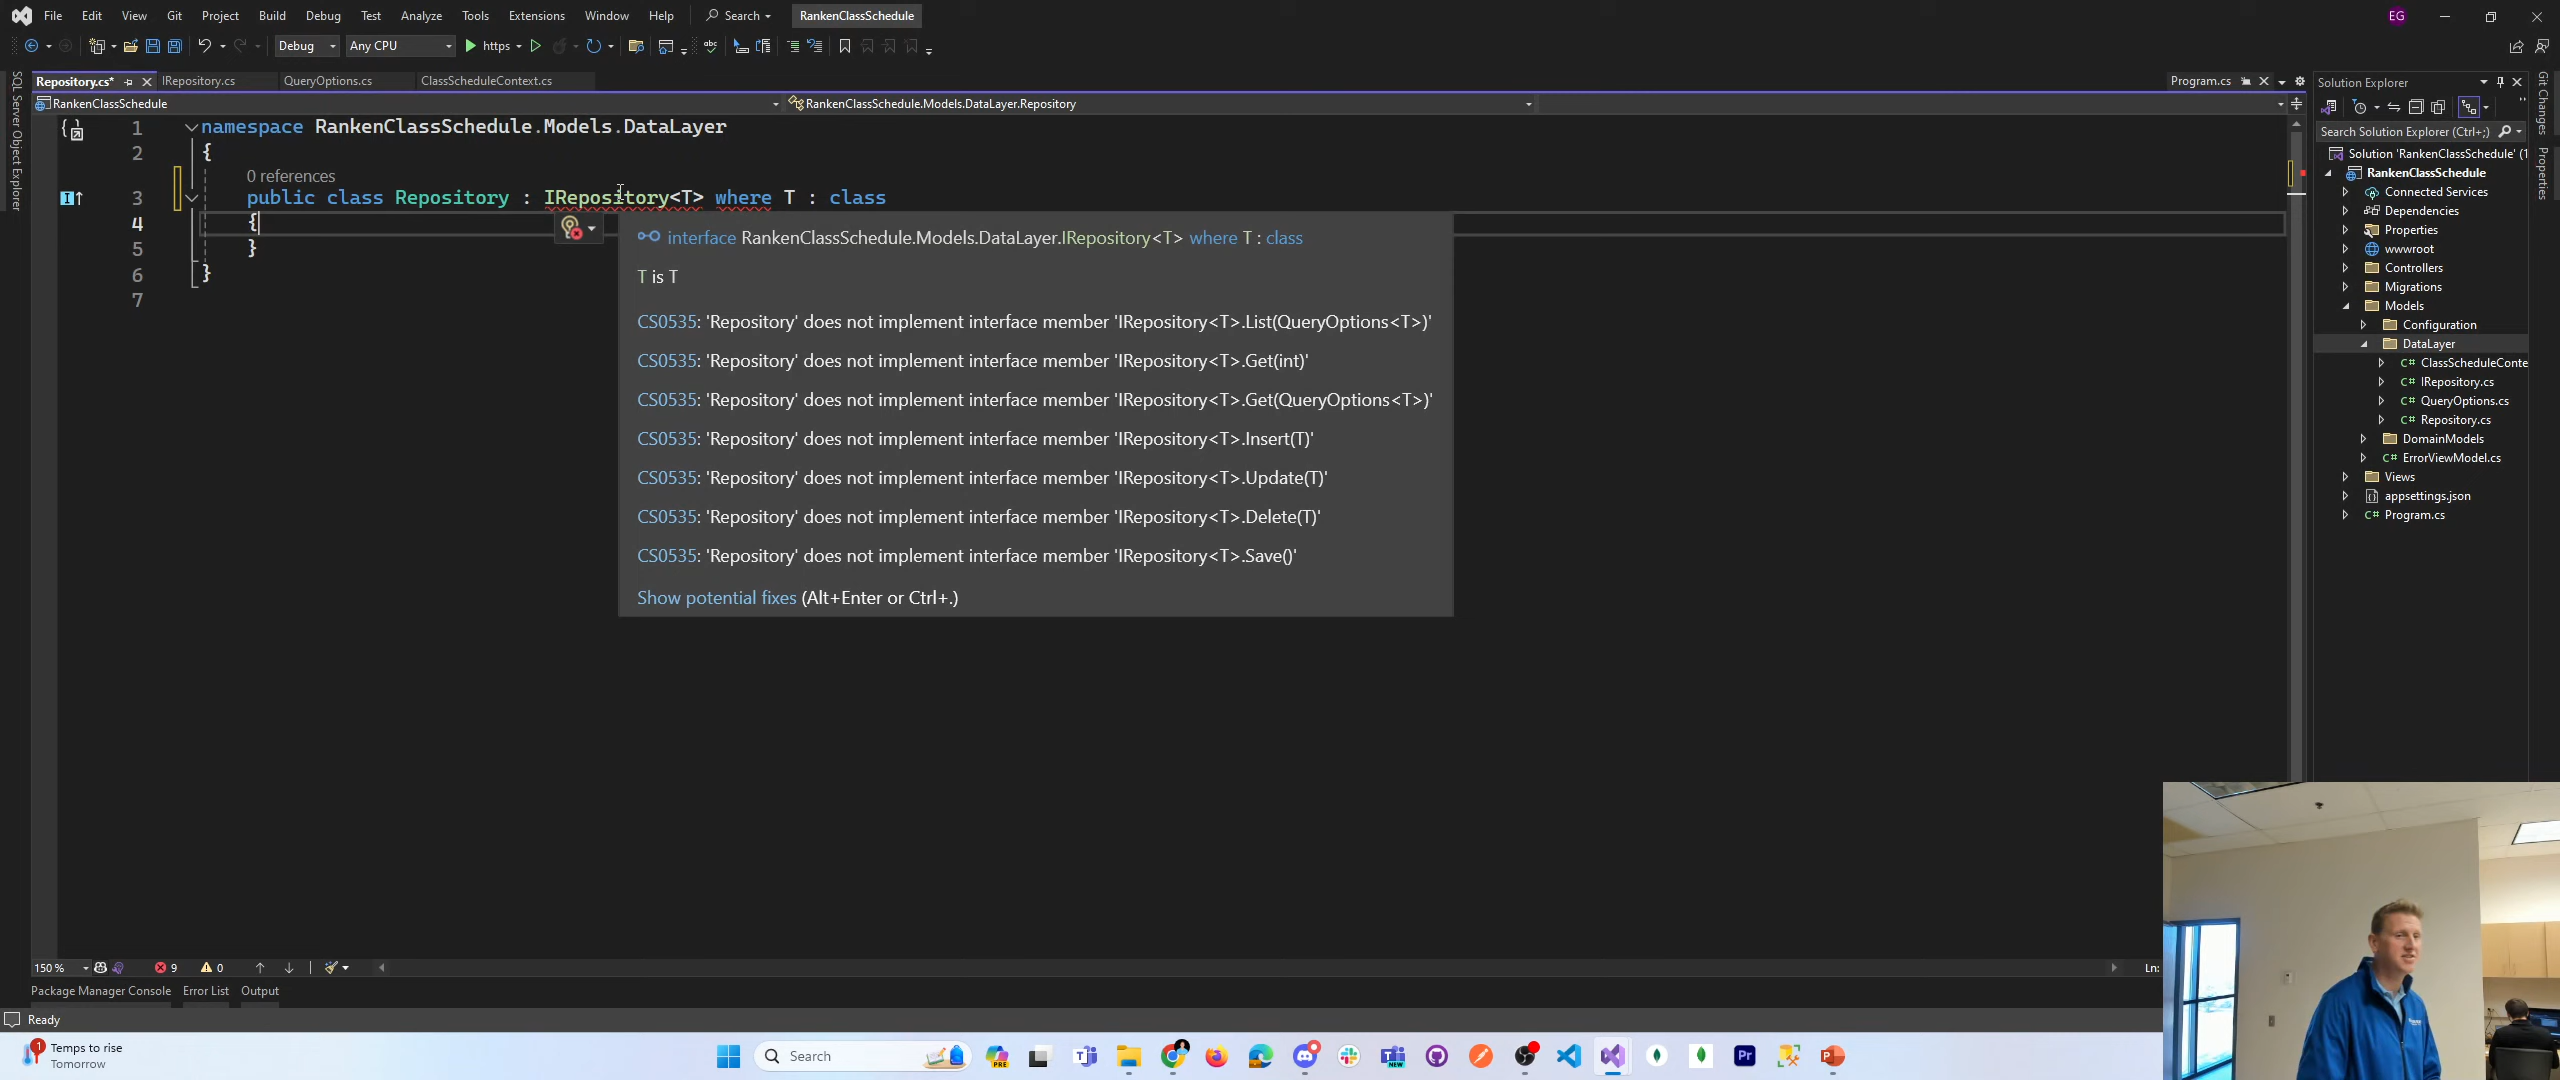 File Edit View Git Project Build Debug Test Analyze Tools Extensions Window Help Search RankenClassSchedule EG
Debug Any CPU https
Repository.cs* IRepository.cs QueryOptions.cs ClassScheduleContext.cs Program.cs
RankenClassSchedule RankenClassSchedule.Models.DataLayer.Repository
SQL Server Object Explorer
1 namespace RankenClassSchedule.Models.DataLayer
2 {
0 references
3 public class Repository : IRepository<T> where T : class
4 {
5 }
6 }
7
interface RankenClassSchedule.Models.DataLayer.IRepository<T> where T : class
T is T
CS0535: 'Repository' does not implement interface member 'IRepository<T>.List(QueryOptions<T>)'
CS0535: 'Repository' does not implement interface member 'IRepository<T>.Get(int)'
CS0535: 'Repository' does not implement interface member 'IRepository<T>.Get(QueryOptions<T>)'
CS0535: 'Repository' does not implement interface member 'IRepository<T>.Insert(T)'
CS0535: 'Repository' does not implement interface member 'IRepository<T>.Update(T)'
CS0535: 'Repository' does not implement interface member 'IRepository<T>.Delete(T)'
CS0535: 'Repository' does not implement interface member 'IRepository<T>.Save()'
Show potential fixes (Alt+Enter or Ctrl+.)
Solution Explorer
Search Solution Explorer (Ctrl+;)
Solution 'RankenClassSchedule' (1
RankenClassSchedule
Connected Services
Dependencies
Properties
wwwroot
Controllers
Migrations
Models
Configuration
DataLayer
C# ClassScheduleConte
C# IRepository.cs
C# QueryOptions.cs
C# Repository.cs
DomainModels
C# ErrorViewModel.cs
Views
appsettings.json
C# Program.cs
Git Changes
Properties
150 % 9 0 Ln:
Package Manager Console Error List Output
Ready
1 Temps to rise
Tomorrow
Search
PRE
NEW
Pr